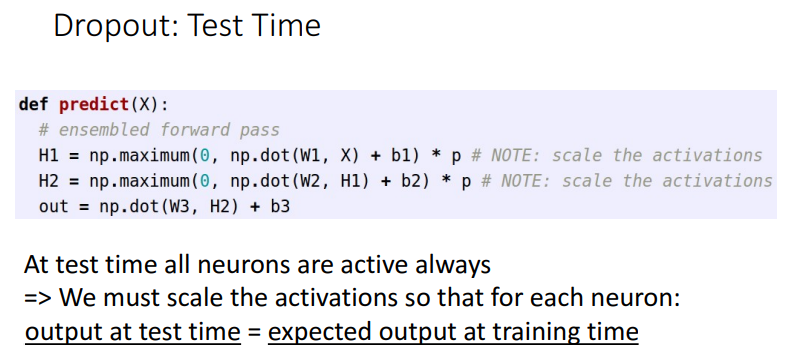 Dropout: Test Time
def predict(X):
# ensembled forward pass
H1 = np.maximum(0, np.dot(W1, X) + b1) * p # NOTE: scale the activations
H2 = np.maximum(0, np.dot(W2, H1) + b2) * p # NOTE: scale the activations
out = np.dot(W3, H2) + b3
At test time all neurons are active always
=> We must scale the activations so that for each neuron:
output at test time = expected output at training time